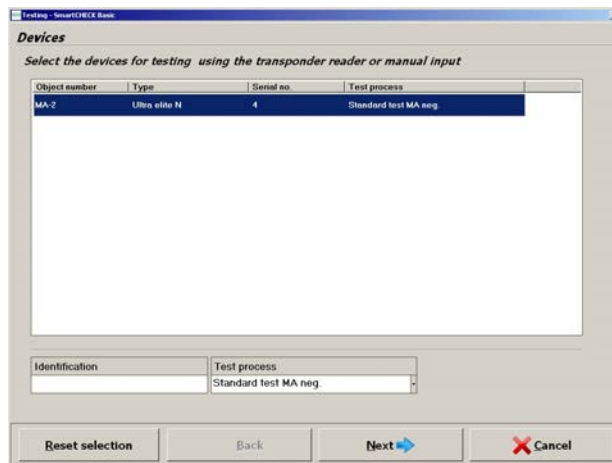 Testing - SmartCHECK Basic
Devices
Select the devices for testing using the transponder reader or manual input
Object number Type Serial no. Test process
MA-2 Ultra elite N 4 Standard test MA neg.
Identification Test process
Standard test MA neg.
Reset selection Back Next Cancel